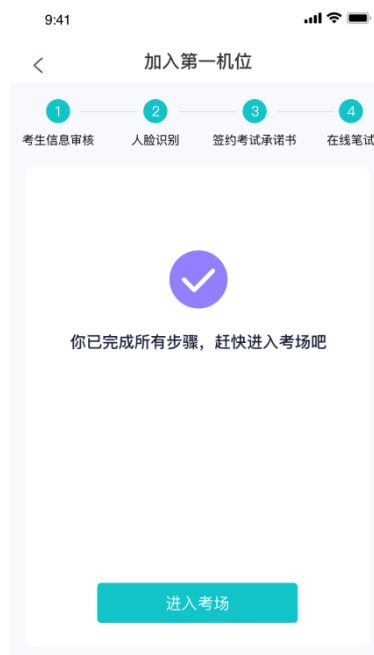 9:41
加入第一机位
1 2 3 4
考生信息审核 人脸识别 签约考试承诺书 在线笔试
你已完成所有步骤，赶快进入考场吧
进入考场